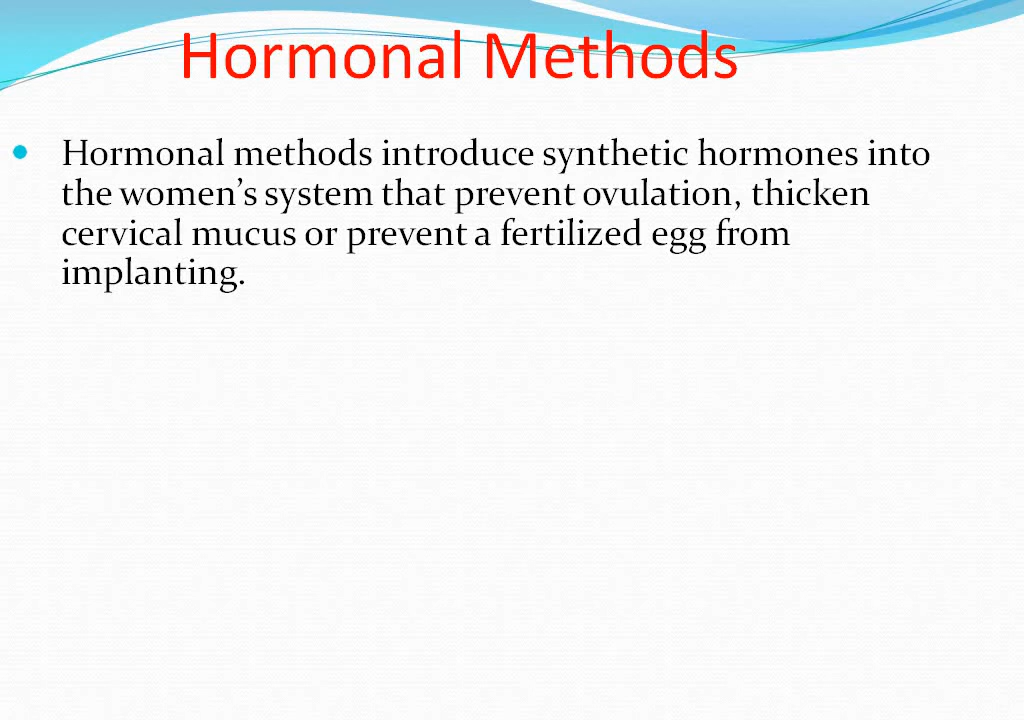 Hormonal Methods
• Hormonal methods introduce synthetic hormones into
the women’s system that prevent ovulation, thicken
cervical mucus or prevent a fertilized egg from
implanting.